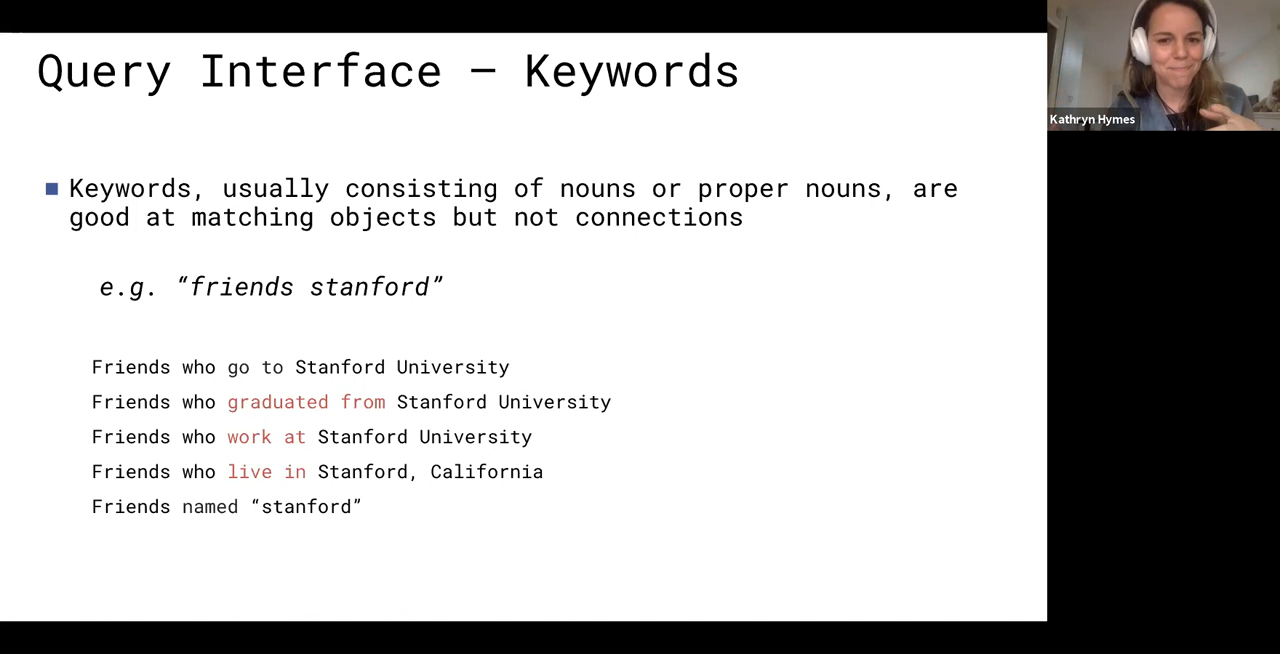 Query Interface – Keywords
Kathryn Hymes
■ Keywords, usually consisting of nouns or proper nouns, are
good at matching objects but not connections
e.g. “friends stanford”
Friends who go to Stanford University
Friends who graduated from Stanford University
Friends who work at Stanford University
Friends who live in Stanford, California
Friends named “stanford”